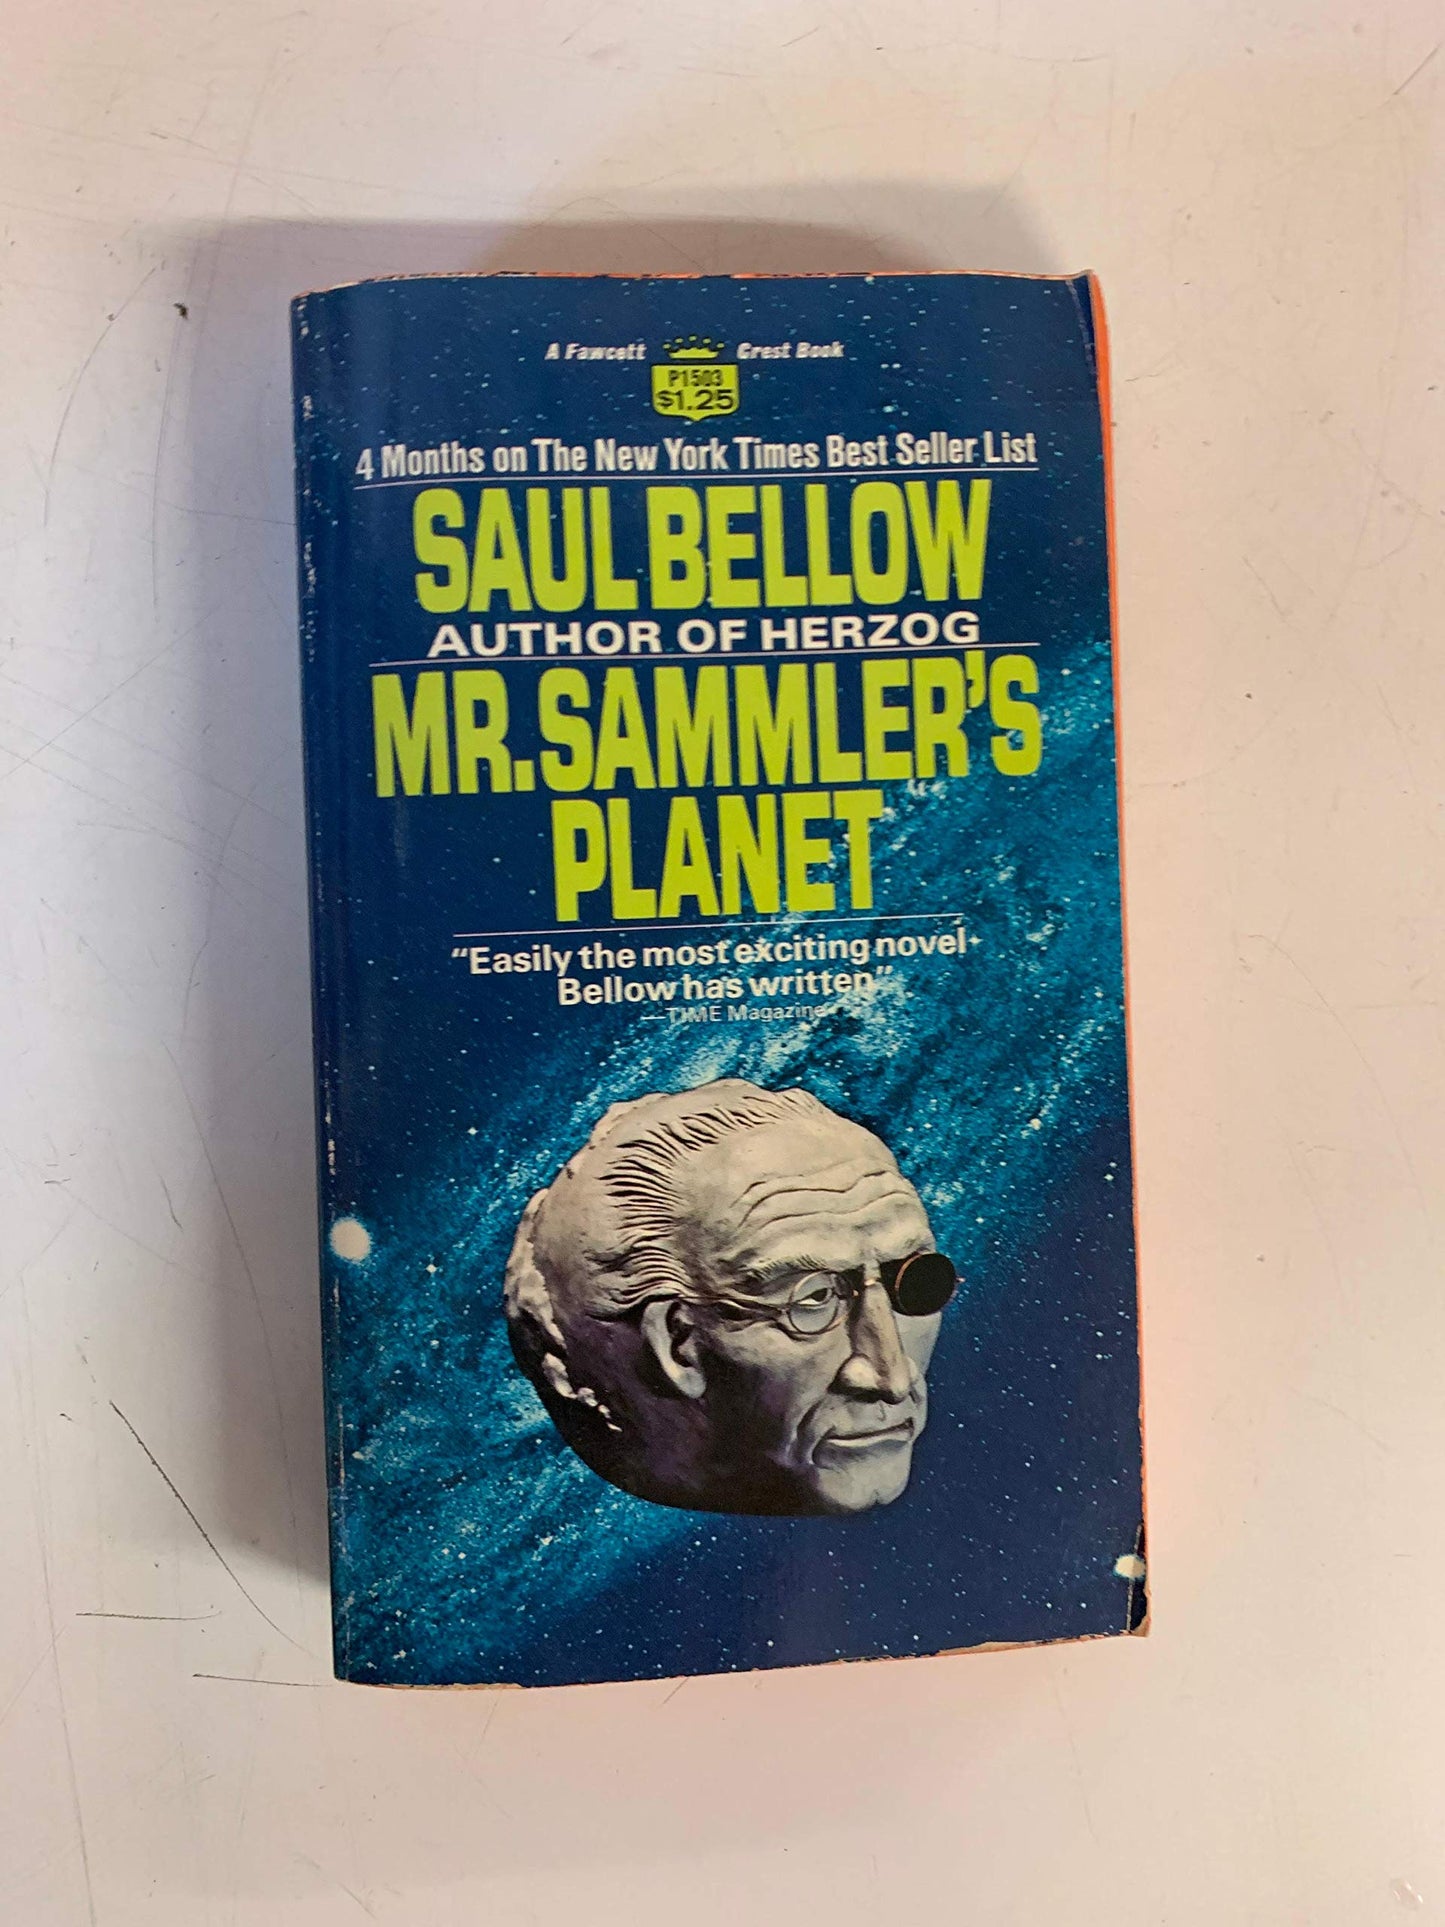 A Fawcett Crest Book
P1503
$1.25
4 Months on The New York Times Best Seller List
SAUL BELLOW
AUTHOR OF HERZOG
MR. SAMMLER'S
PLANET
"Easily the most exciting novel
Bellow has written"
—TIME Magazine